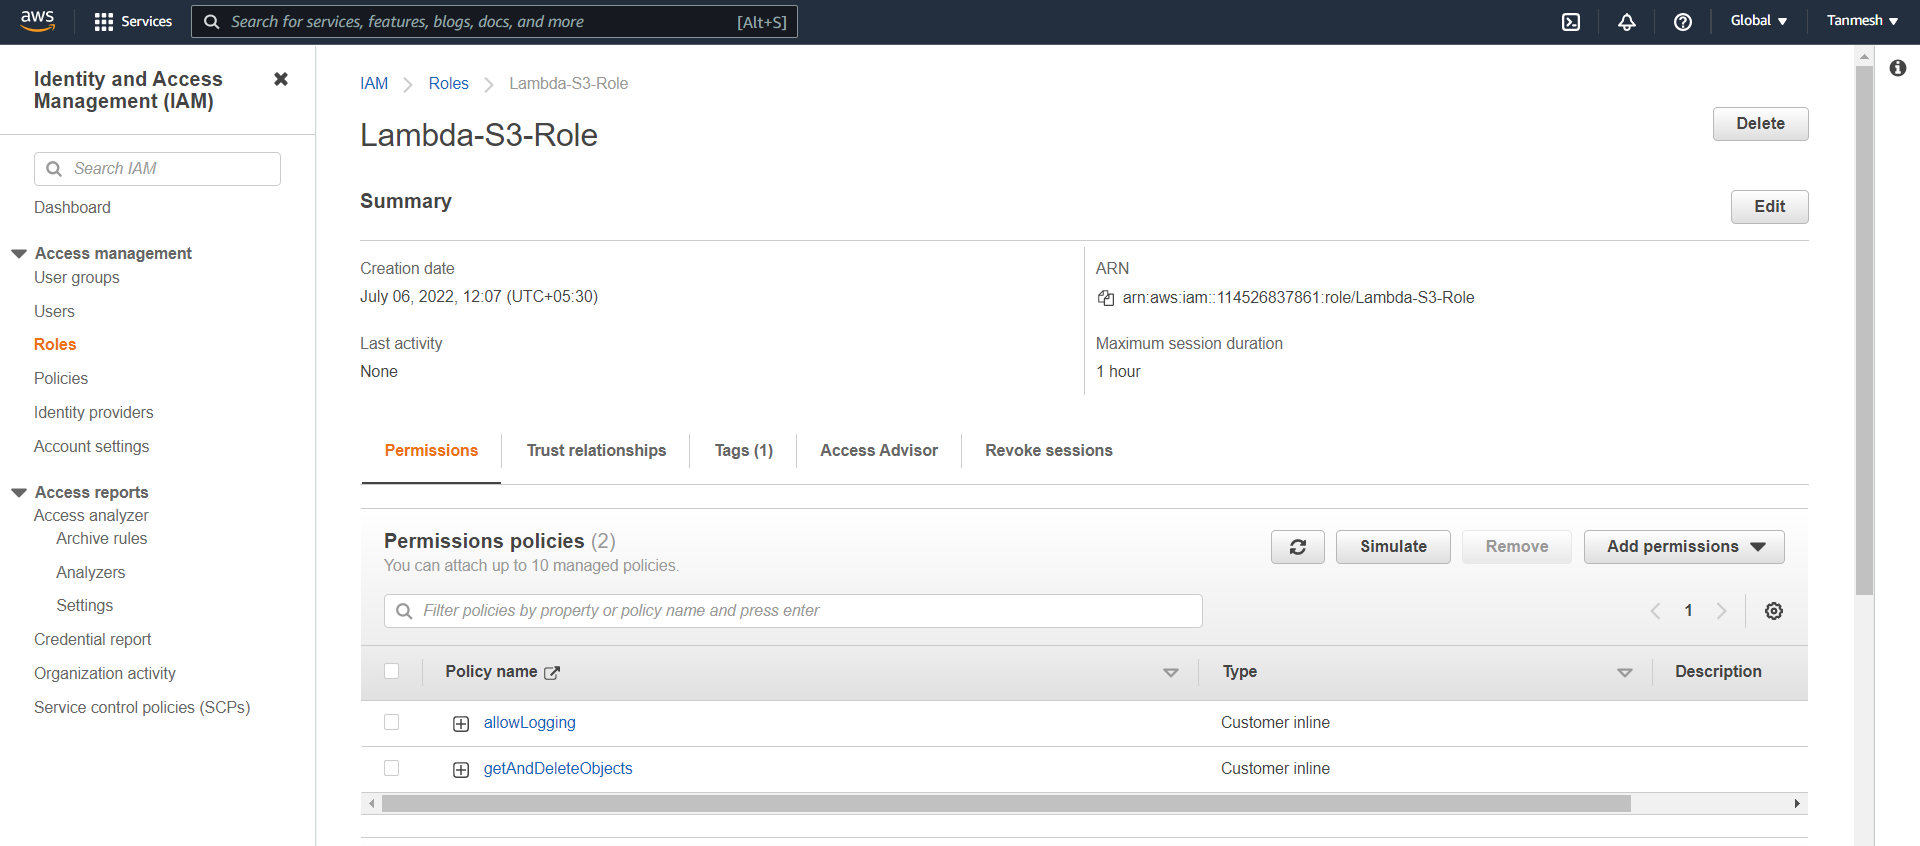 aws
Services
Search for services, features, blogs, docs, and more
[Alt+S]
Global
Tanmesh
Identity and Access
Management (IAM)
Search IAM
Dashboard
Access management
User groups
Users
Roles
Policies
Identity providers
Account settings
Access reports
Access analyzer
Archive rules
Analyzers
Settings
Credential report
Organization activity
Service control policies (SCPs)
IAM
Roles
Lambda-S3-Role
Lambda-S3-Role
Delete
Summary
Edit
Creation date
July 06, 2022, 12:07 (UTC+05:30)
ARN
arn:aws:iam::114526837861:role/Lambda-S3-Role
Last activity
None
Maximum session duration
1 hour
Permissions
Trust relationships
Tags (1)
Access Advisor
Revoke sessions
Permissions policies (2)
You can attach up to 10 managed policies.
Simulate
Remove
Add permissions
Filter policies by property or policy name and press enter
1
Policy name
Type
Description
allowLogging
Customer inline
getAndDeleteObjects
Customer inline